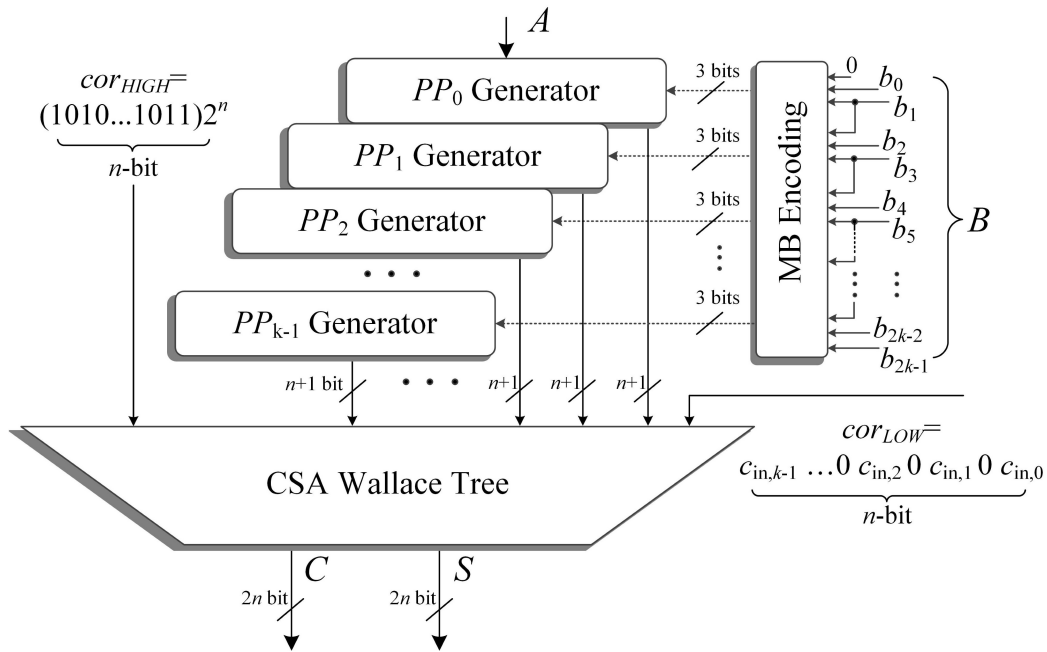 A
cor_HIGH=
(1010...1011)2^n
n-bit
PP_0 Generator
PP_1 Generator
PP_2 Generator
PP_k-1 Generator
3 bits
3 bits
3 bits
3 bits
MB Encoding
0
b_0
b_1
b_2
b_3
b_4
b_5
b_2k-2
b_2k-1
B
n+1 bit
n+1
n+1
n+1
cor_LOW=
c_in,k-1 …0 c_in,2 0 c_in,1 0 c_in,0
n-bit
CSA Wallace Tree
C
S
2n bit
2n bit